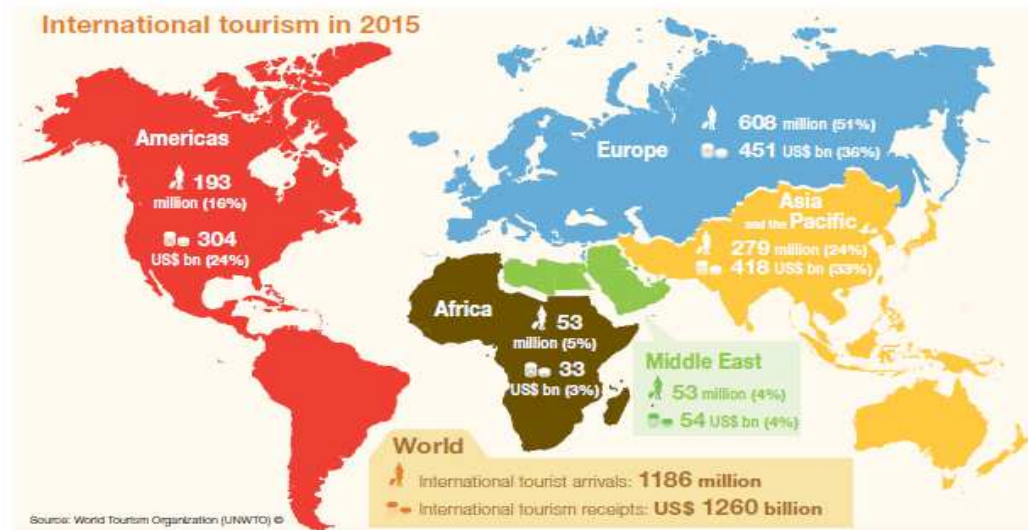 International tourism in 2015
Americas
193
million (16%)
304
US$ bn (24%)
Europe
608 million (51%)
451 US$ bn (36%)
Asia
and the Pacific
279 million (24%)
418 US$ bn (33%)
Africa
53
million (5%)
33
US$ bn (3%)
Middle East
53 million (4%)
54 US$ bn (4%)
World
International tourist arrivals: 1186 million
International tourism receipts: US$ 1260 billion
Source: World Tourism Organization (UNWTO) ©